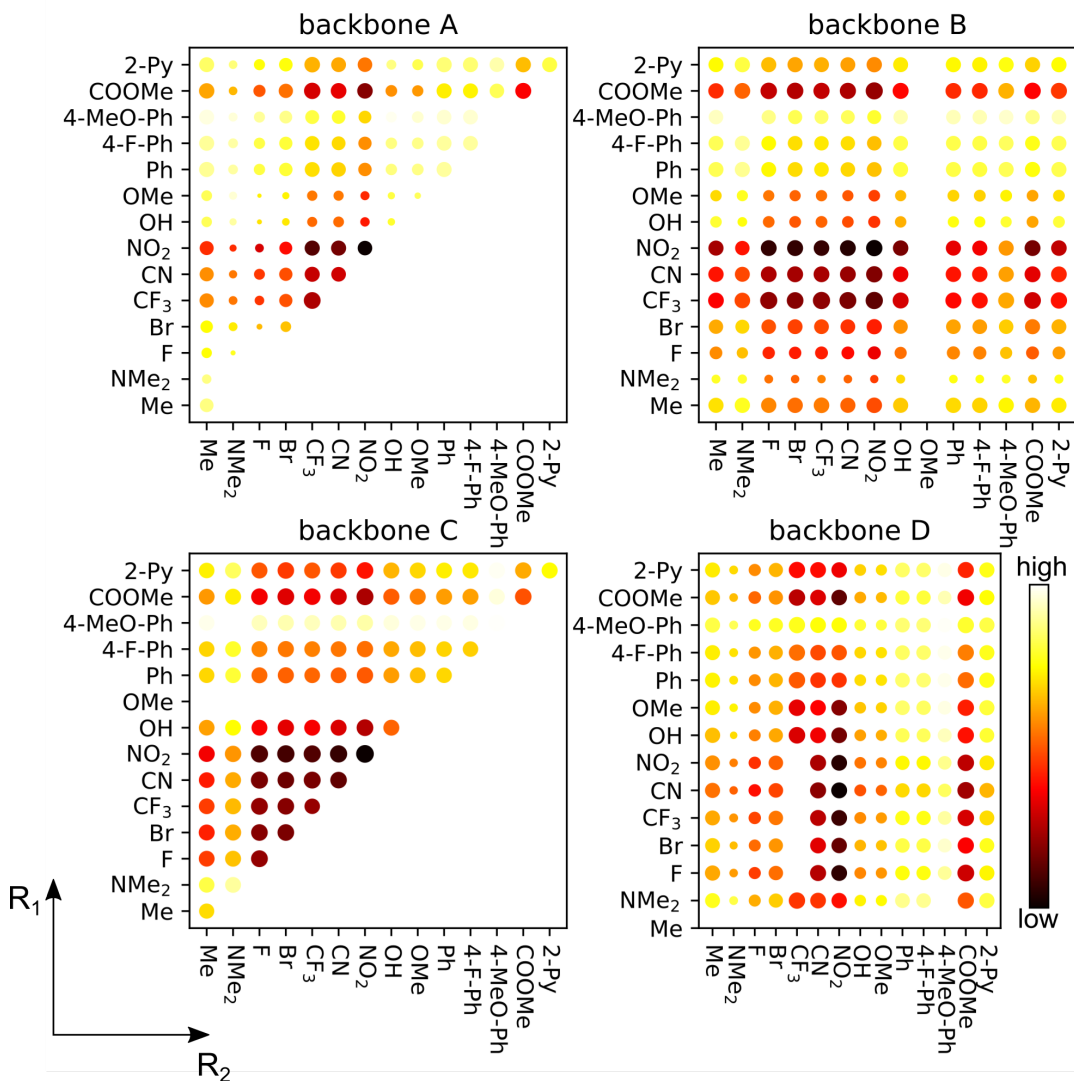 backbone A
2-Py
COOMe
4-MeO-Ph
4-F-Ph
Ph
OMe
OH
NO₂
CN
CF₃
Br
F
NMe₂
Me
Me
NMe₂
F
Br
CF₃
CN
NO₂
OH
OMe
Ph
4-F-Ph
4-MeO-Ph
COOMe
2-Py
backbone B
2-Py
COOMe
4-MeO-Ph
4-F-Ph
Ph
OMe
OH
NO₂
CN
CF₃
Br
F
NMe₂
Me
Me
NMe₂
F
Br
CF₃
CN
NO₂
OH
OMe
Ph
4-F-Ph
4-MeO-Ph
COOMe
2-Py
backbone C
2-Py
COOMe
4-MeO-Ph
4-F-Ph
Ph
OMe
OH
NO₂
CN
CF₃
Br
F
NMe₂
Me
Me
NMe₂
F
Br
CF₃
CN
NO₂
OH
OMe
Ph
4-F-Ph
4-MeO-Ph
COOMe
2-Py
backbone D
2-Py
COOMe
4-MeO-Ph
4-F-Ph
Ph
OMe
OH
NO₂
CN
CF₃
Br
F
NMe₂
Me
Me
NMe₂
F
Br
CF₃
CN
NO₂
OH
OMe
Ph
4-F-Ph
4-MeO-Ph
COOMe
2-Py
high
low
R₁
R₂